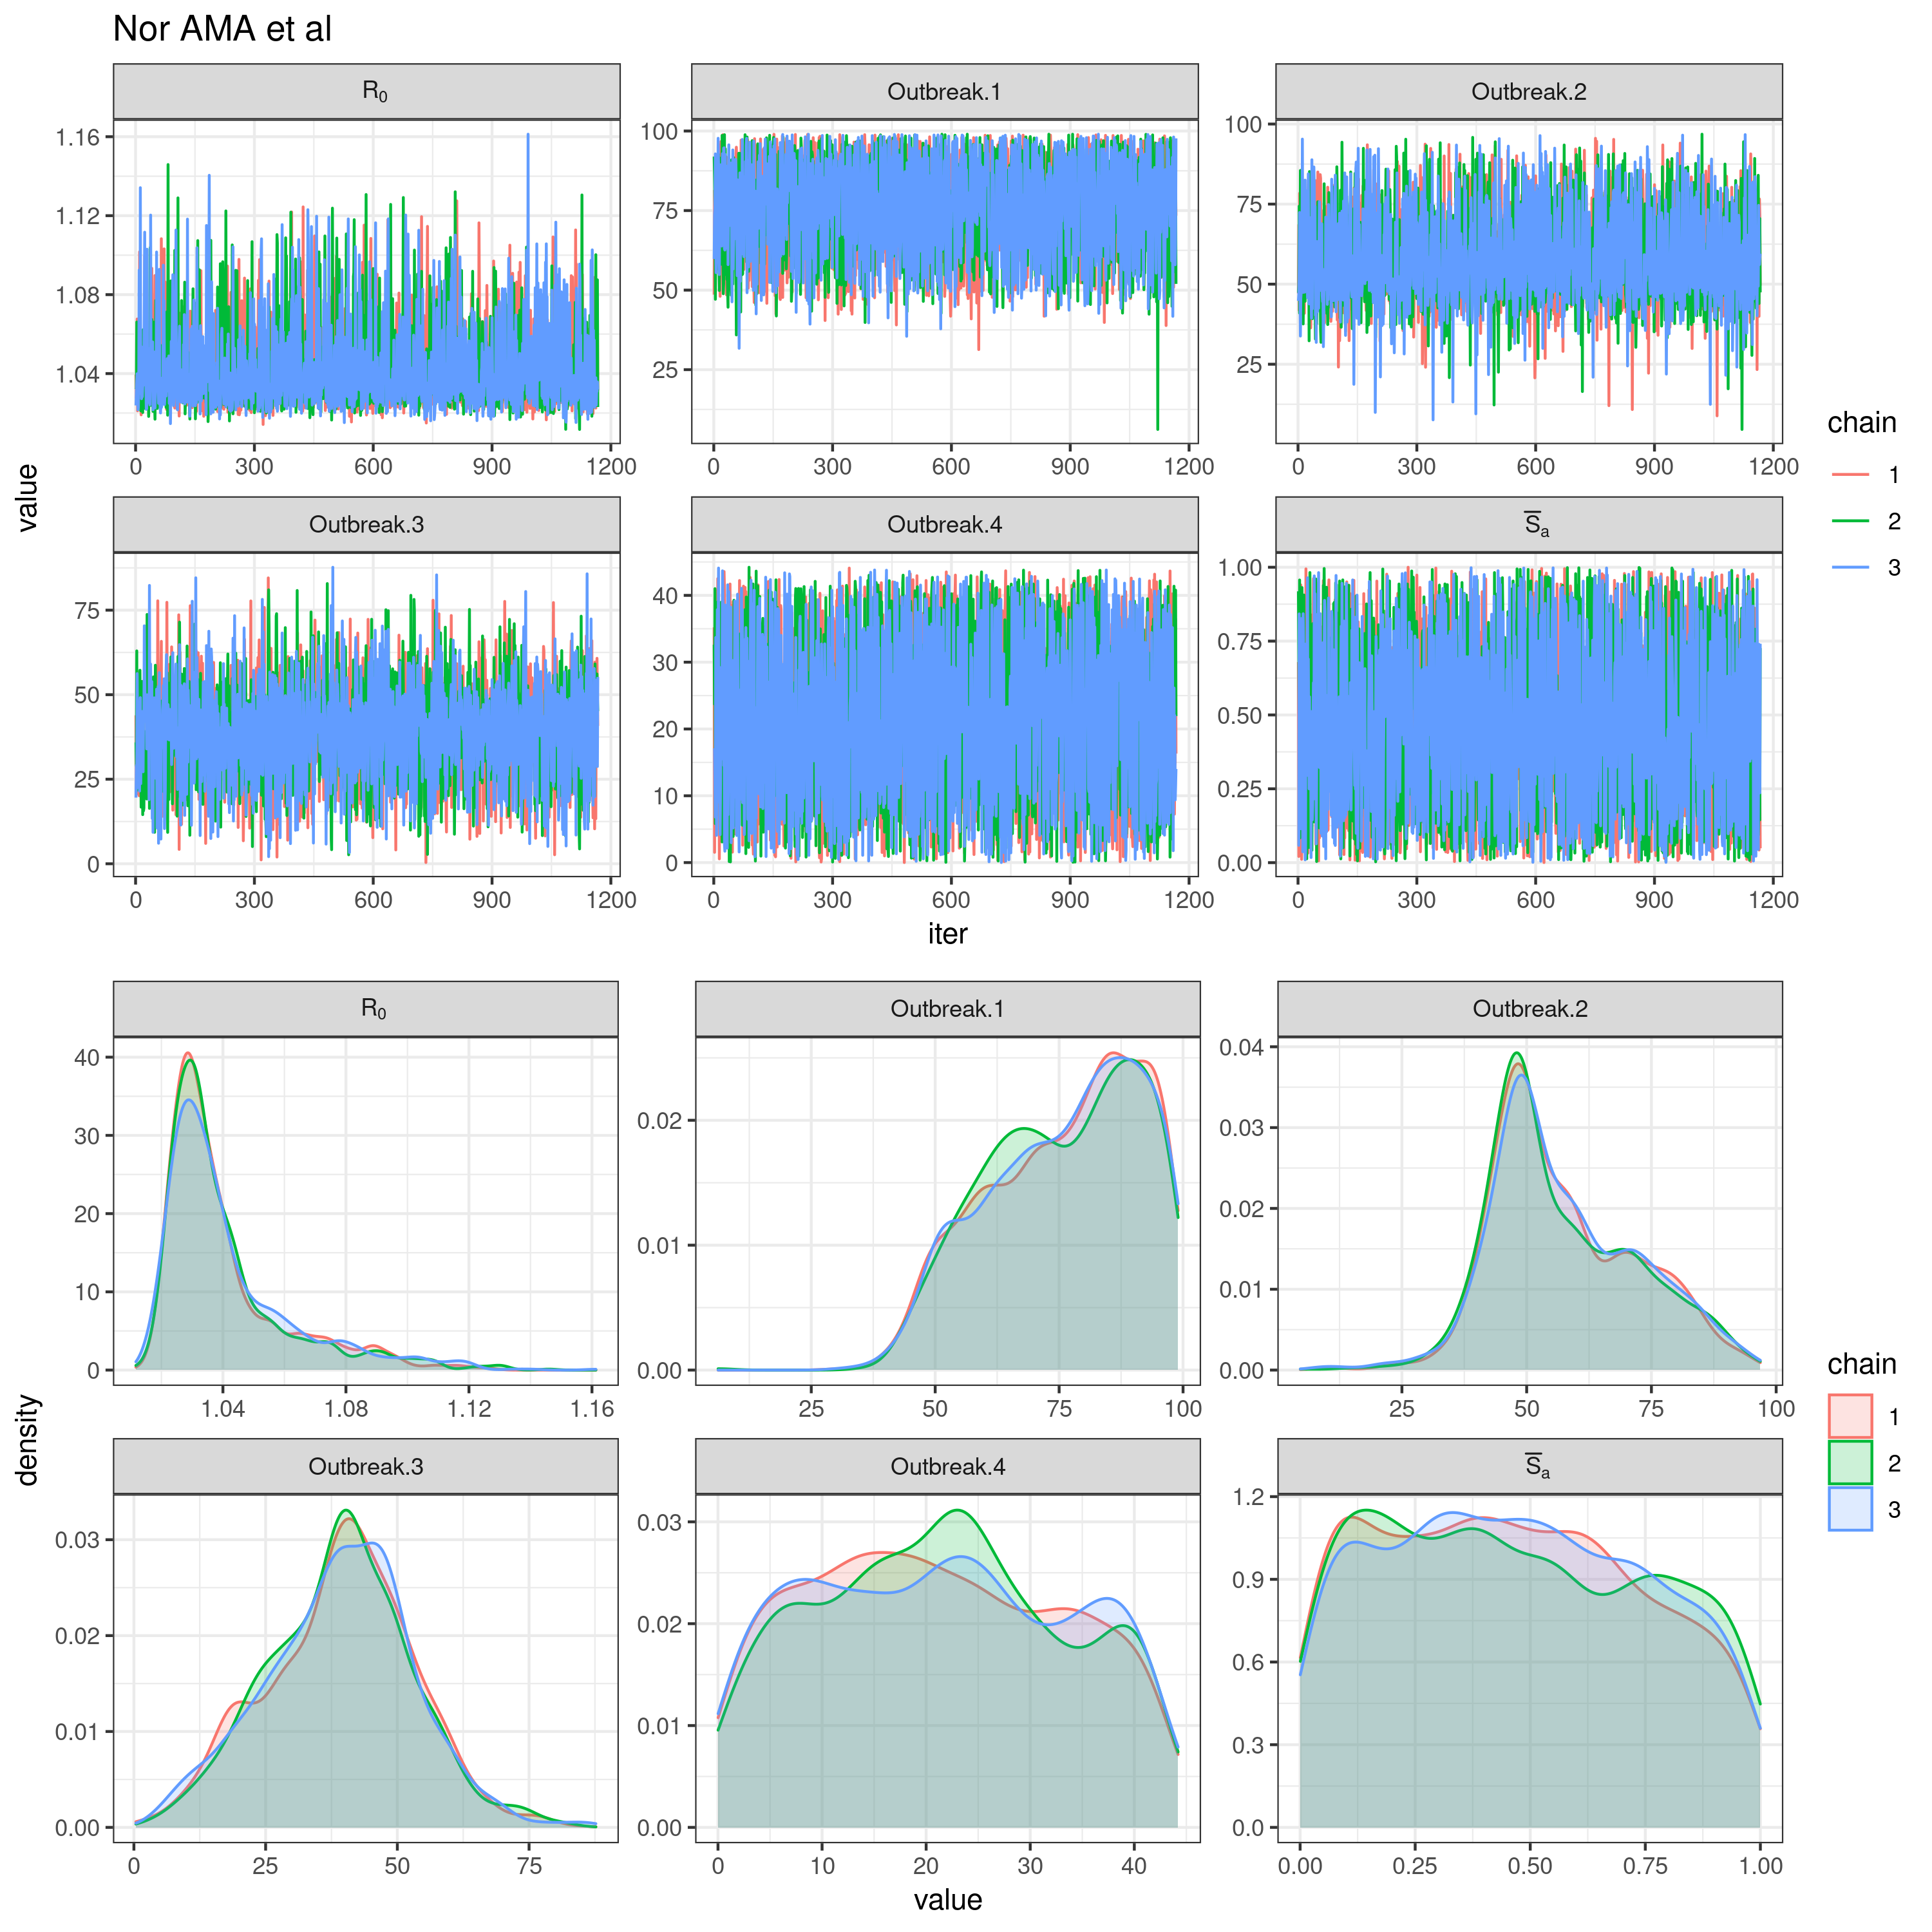 Nor AMA et al
R0 Outbreak.1 Outbreak.2
1.16 1.12 1.08 1.04
100 75 50 25
100 75 50 25
0 300 600 900 1200
0 300 600 900 1200
0 300 600 900 1200
Outbreak.3 Outbreak.4 S̅a
75 50 25 0
40 30 20 10 0
1.00 0.75 0.50 0.25 0.00
0 300 600 900 1200
0 300 600 900 1200
0 300 600 900 1200
value
iter
chain
1
2
3
R0 Outbreak.1 Outbreak.2
40 30 20 10 0
0.02 0.01 0.00
0.04 0.03 0.02 0.01 0.00
1.04 1.08 1.12 1.16
25 50 75 100
25 50 75 100
Outbreak.3 Outbreak.4 S̅a
0.03 0.02 0.01 0.00
0.03 0.02 0.01 0.00
1.2 0.9 0.6 0.3 0.0
0 25 50 75
0 10 20 30 40
0.00 0.25 0.50 0.75 1.00
density
value
chain
1
2
3